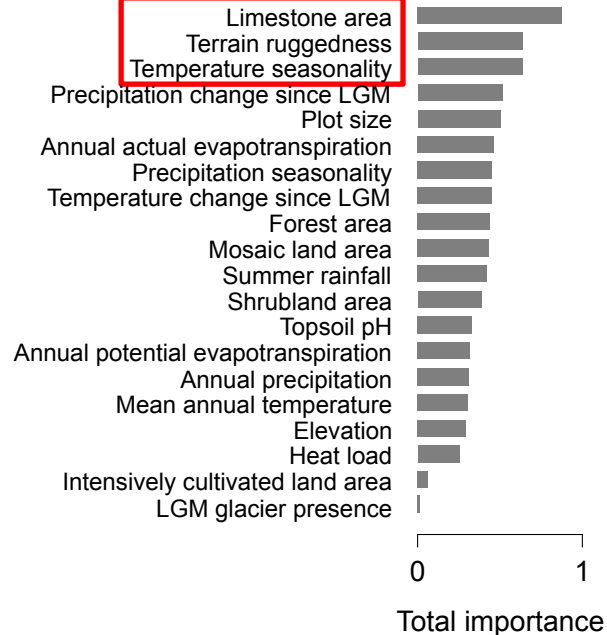 Limestone area
Terrain ruggedness
Temperature seasonality
Precipitation change since LGM
Plot size
Annual actual evapotranspiration
Precipitation seasonality
Temperature change since LGM
Forest area
Mosaic land area
Summer rainfall
Shrubland area
Topsoil pH
Annual potential evapotranspiration
Annual precipitation
Mean annual temperature
Elevation
Heat load
Intensively cultivated land area
LGM glacier presence
0 1
Total importance